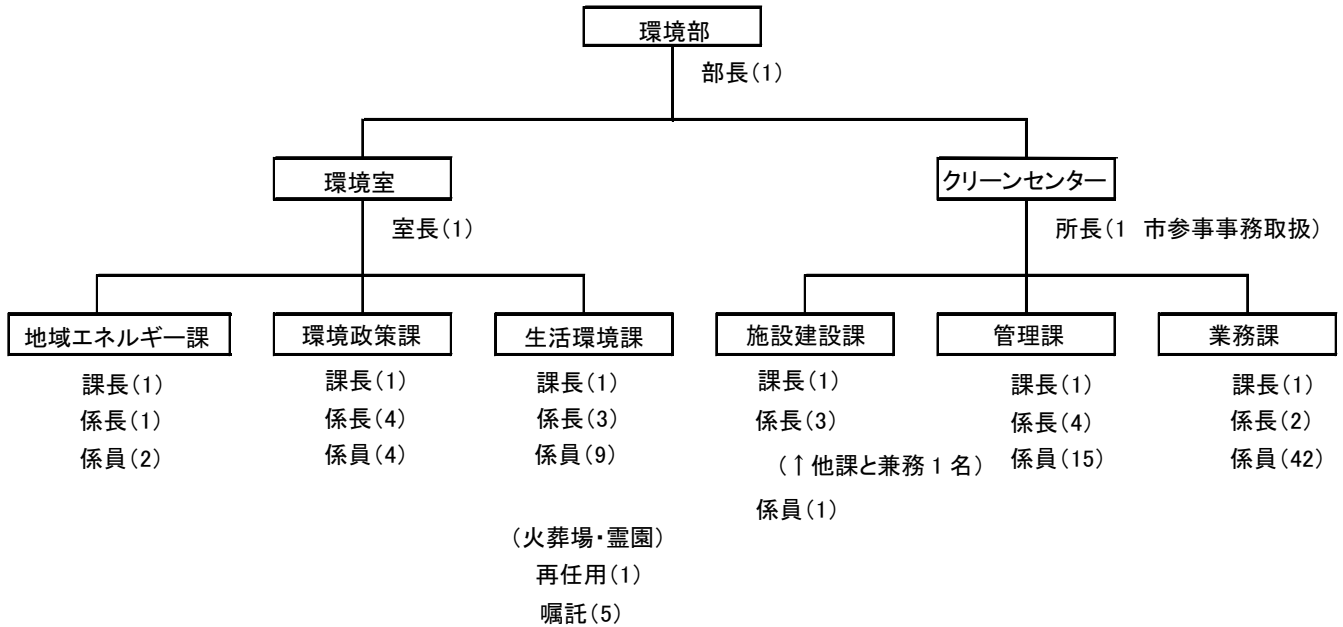 環境部
部長(1)
環境室
クリーンセンター
室長(1)
所長(1 市参事事務取扱)
地域エネルギー課
環境政策課
生活環境課
施設建設課
管理課
業務課
課長(1)
係長(1)
係員(2)
課長(1)
係長(4)
係員(4)
課長(1)
係長(3)
係員(9)
(火葬場・霊園)
再任用(1)
嘱託(5)
課長(1)
係長(3)
(↑他課と兼務1名)
係員(1)
課長(1)
係長(4)
係員(15)
課長(1)
係長(2)
係員(42)